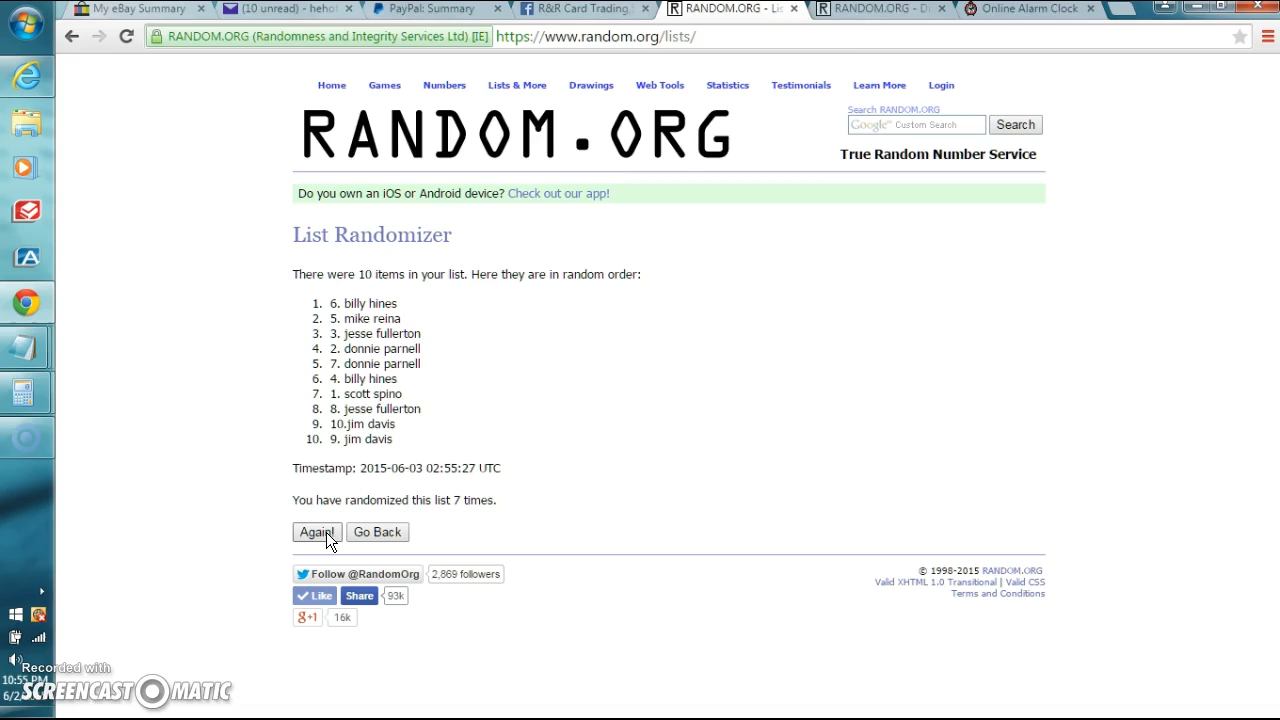 My eBay Summary
(10 unread) - hehot
PayPal: Summary
R&R Card Trading
RANDOM.ORG - Lis
RANDOM.ORG - D
Online Alarm Clock
RANDOM.ORG (Randomness and Integrity Services Ltd) [IE] https://www.random.org/lists/
Home Games Numbers Lists & More Drawings Web Tools Statistics Testimonials Learn More Login
RANDOM.ORG
Search RANDOM.ORG
Google™ Custom Search Search
True Random Number Service
Do you own an iOS or Android device? Check out our app!
List Randomizer
There were 10 items in your list. Here they are in random order:
1. 6. billy hines
2. 5. mike reina
3. 3. jesse fullerton
4. 2. donnie parnell
5. 7. donnie parnell
6. 4. billy hines
7. 1. scott spino
8. 8. jesse fullerton
9. 10.jim davis
10. 9. jim davis
Timestamp: 2015-06-03 02:55:27 UTC
You have randomized this list 7 times.
Again! Go Back
Follow @RandomOrg 2,869 followers
Like Share 93k
g+1 16k
© 1998-2015 RANDOM.ORG
Valid XHTML 1.0 Transitional | Valid CSS
Terms and Conditions
10:55 PM
Recorded with
SCREENCAST-O-MATIC